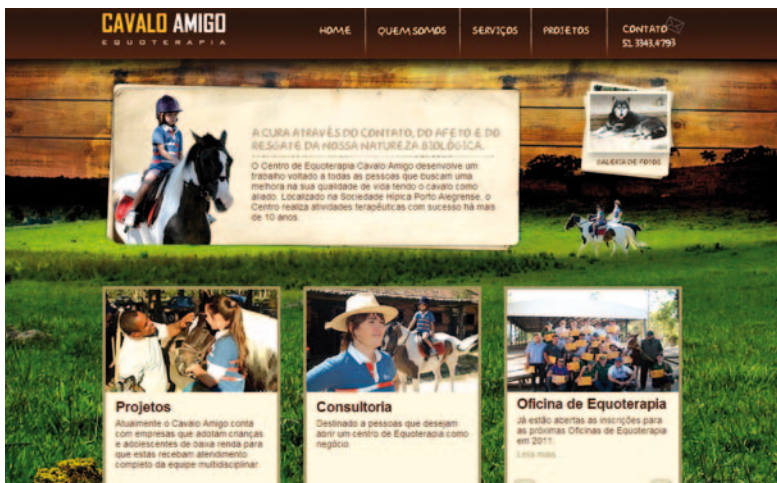 CAVALO AMIGO
EQUOTERAPIA
HOME
QUEM SOMOS
SERVIÇOS
PROJETOS
CONTATO
51.3343.4793
A CURA ATRAVÉS DO CONTATO, DO AFETO E DO
RESGATE DA NOSSA NATUREZA BIOLÓGICA.
O Centro de Equoterapia Cavalo Amigo desenvolve um
trabalho voltado a todas as pessoas que buscam uma
melhora na sua qualidade de vida tendo o cavalo como
aliado. Localizado na Sociedade Hípica Porto Alegrense, o
Centro realiza atividades terapêuticas com sucesso há mais
de 10 anos.
GALERIA DE FOTOS
Projetos
Atualmente o Cavalo Amigo conta
com empresas que adotam crianças
e adolescentes de baixa renda para
que estas recebam atendimento
completo da equipe multidisciplinar.
Consultoria
Destinado a pessoas que desejam
abrir um centro de Equoterapia como
negócio.
Oficina de Equoterapia
Já estão abertas as inscrições para
as próximas Oficinas de Equoterapia
em 2011.
Leia mais